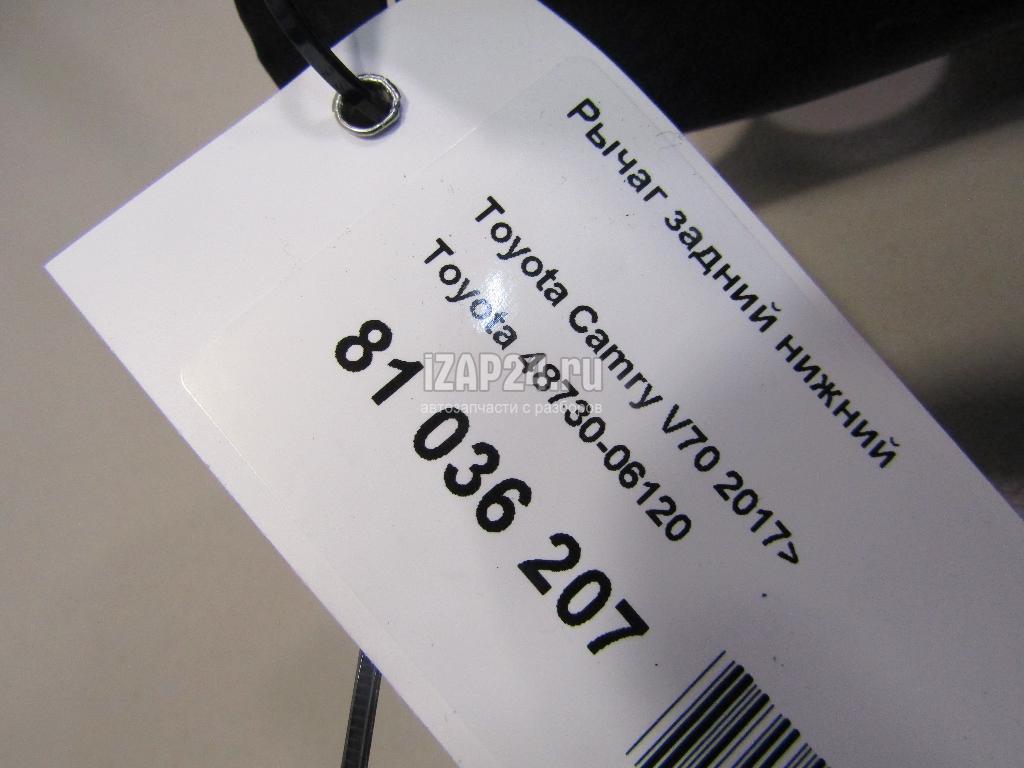 Рычаг задний нижний
Toyota Camry V70 2017>
Toyota 48730-06120
81 036 207
iZAP24.ru
автозапчасти с разборов